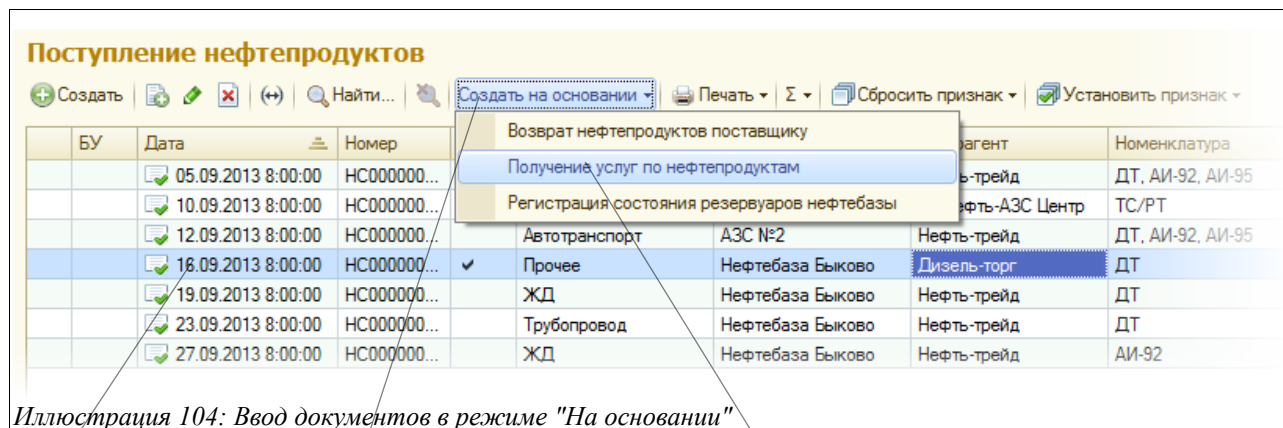 Поступление нефтепродуктов
Создать Найти... Создать на основании Печать Σ Сбросить признак Установить признак
Возврат нефтепродуктов поставщику
Получение услуг по нефтепродуктам
Регистрация состояния резервуаров нефтебазы
БУ Дата Номер агент Номенклатура
05.09.2013 8:00:00 НС000000... ь-трейд ДТ, АИ-92, АИ-95
10.09.2013 8:00:00 НС000000... ефть-АЗС Центр ТС/РТ
12.09.2013 8:00:00 НС000000... Автотранспорт АЗС №2 Нефть-трейд ДТ, АИ-92, АИ-95
16.09.2013 8:00:00 НС000000... Прочее Нефтебаза Быково Дизель-торг ДТ
19.09.2013 8:00:00 НС000000... ЖД Нефтебаза Быково Нефть-трейд ДТ
23.09.2013 8:00:00 НС000000... Трубопровод Нефтебаза Быково Нефть-трейд ДТ
27.09.2013 8:00:00 НС000000... ЖД Нефтебаза Быково Нефть-трейд АИ-92
Иллюстрация 104: Ввод документов в режиме "На основании"